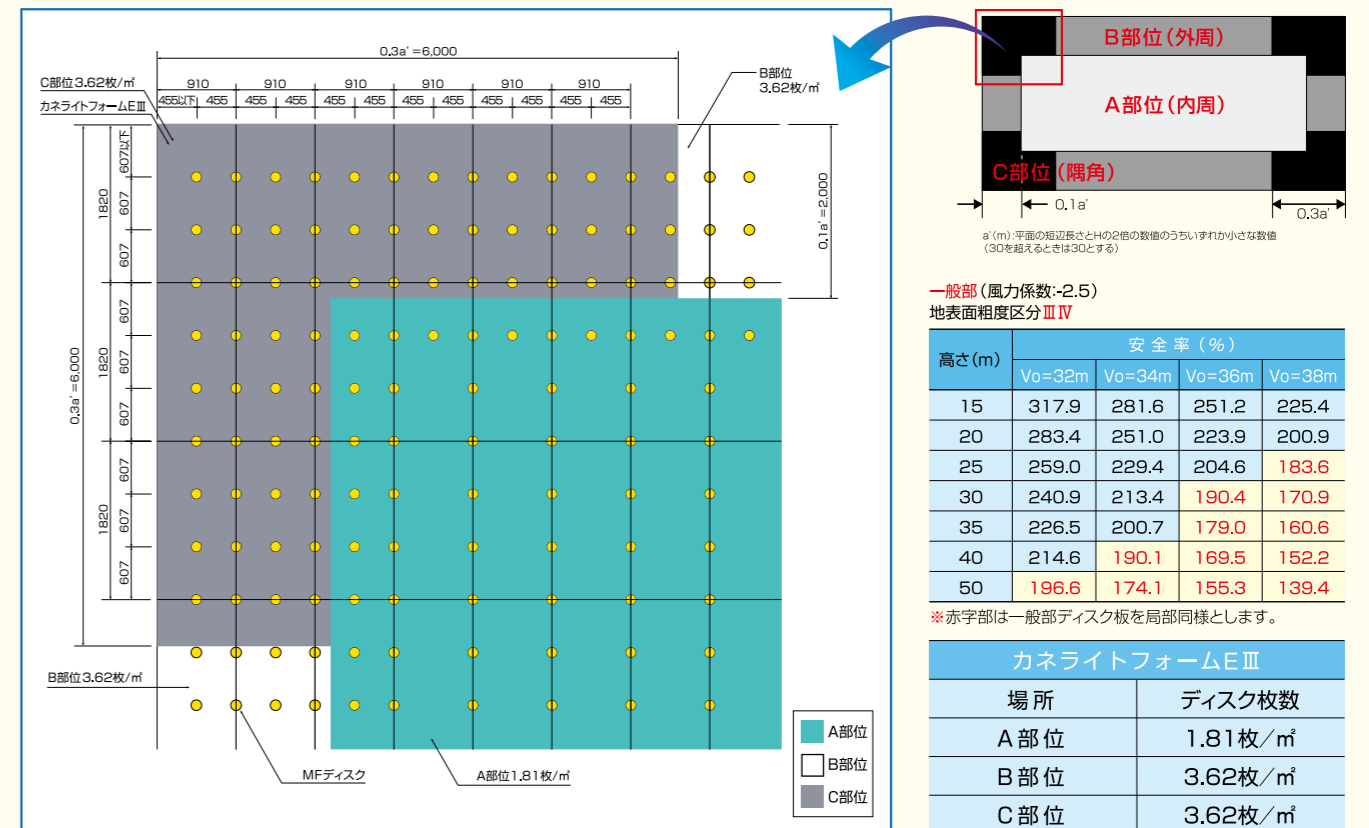 0.3a'=6,000
C部位3.62枚/㎡
カネライトフォームEⅢ
910 910 910 910 910 910
455以下 455 455 455 455 455 455 455 455 455 455 455
B部位
3.62枚/㎡
607以下
607
607
1820
607
607
607
1820
607
607
607
1820
0.3a'=6,000
0.1a'=2,000
B部位3.62枚/㎡
MFディスク
A部位1.81枚/㎡
A部位
B部位
C部位
B部位(外周)
A部位(内周)
C部位(隅角)
0.1a'
0.3a'
a'(m):平面の短辺長さとHの2倍の数値のうちいずれか小さな数値
(30を超えるときは30とする)
一般部(風力係数:-2.5)
地表面粗度区分ⅢⅣ
高さ(m) 安全率(%)
Vo=32m Vo=34m Vo=36m Vo=38m
15 317.9 281.6 251.2 225.4
20 283.4 251.0 223.9 200.9
25 259.0 229.4 204.6 183.6
30 240.9 213.4 190.4 170.9
35 226.5 200.7 179.0 160.6
40 214.6 190.1 169.5 152.2
50 196.6 174.1 155.3 139.4
※赤字部は一般部ディスク板を局部同様とします。
カネライトフォームEⅢ
場所 ディスク枚数
A部位 1.81枚/㎡
B部位 3.62枚/㎡
C部位 3.62枚/㎡